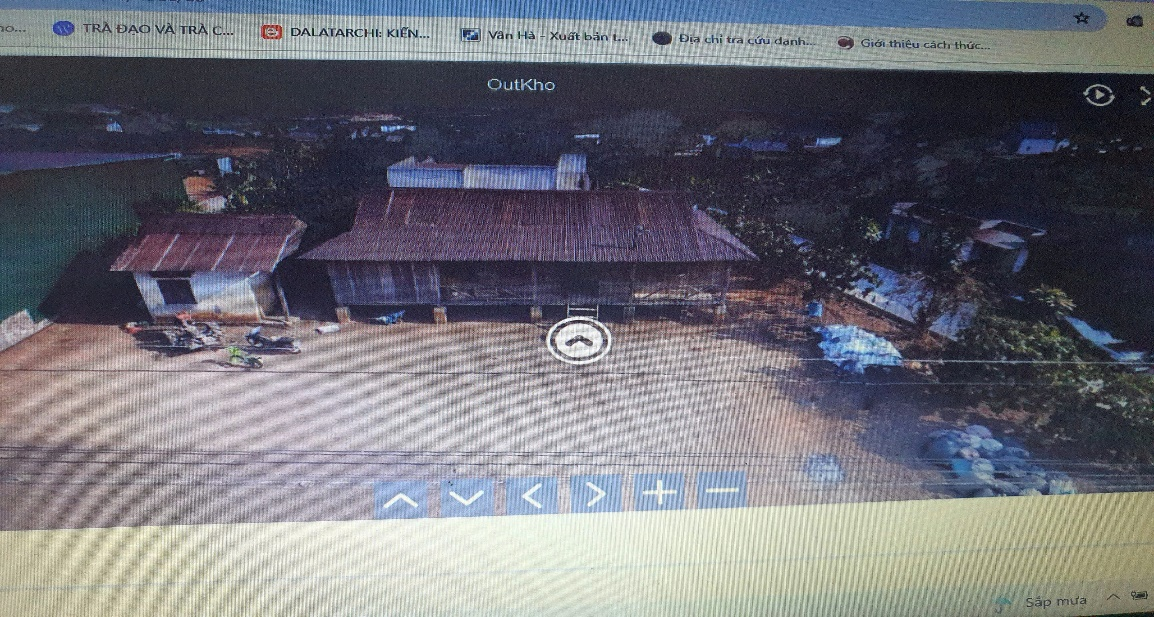 TRÀ ĐẠO VÀ TRÀ C...
DALATARCHI: KIẾN...
Vân Hà - Xuất bản t...
Địa chỉ tra cứu danh...
Giới thiệu cách thức...
OutKho
Sắp mưa